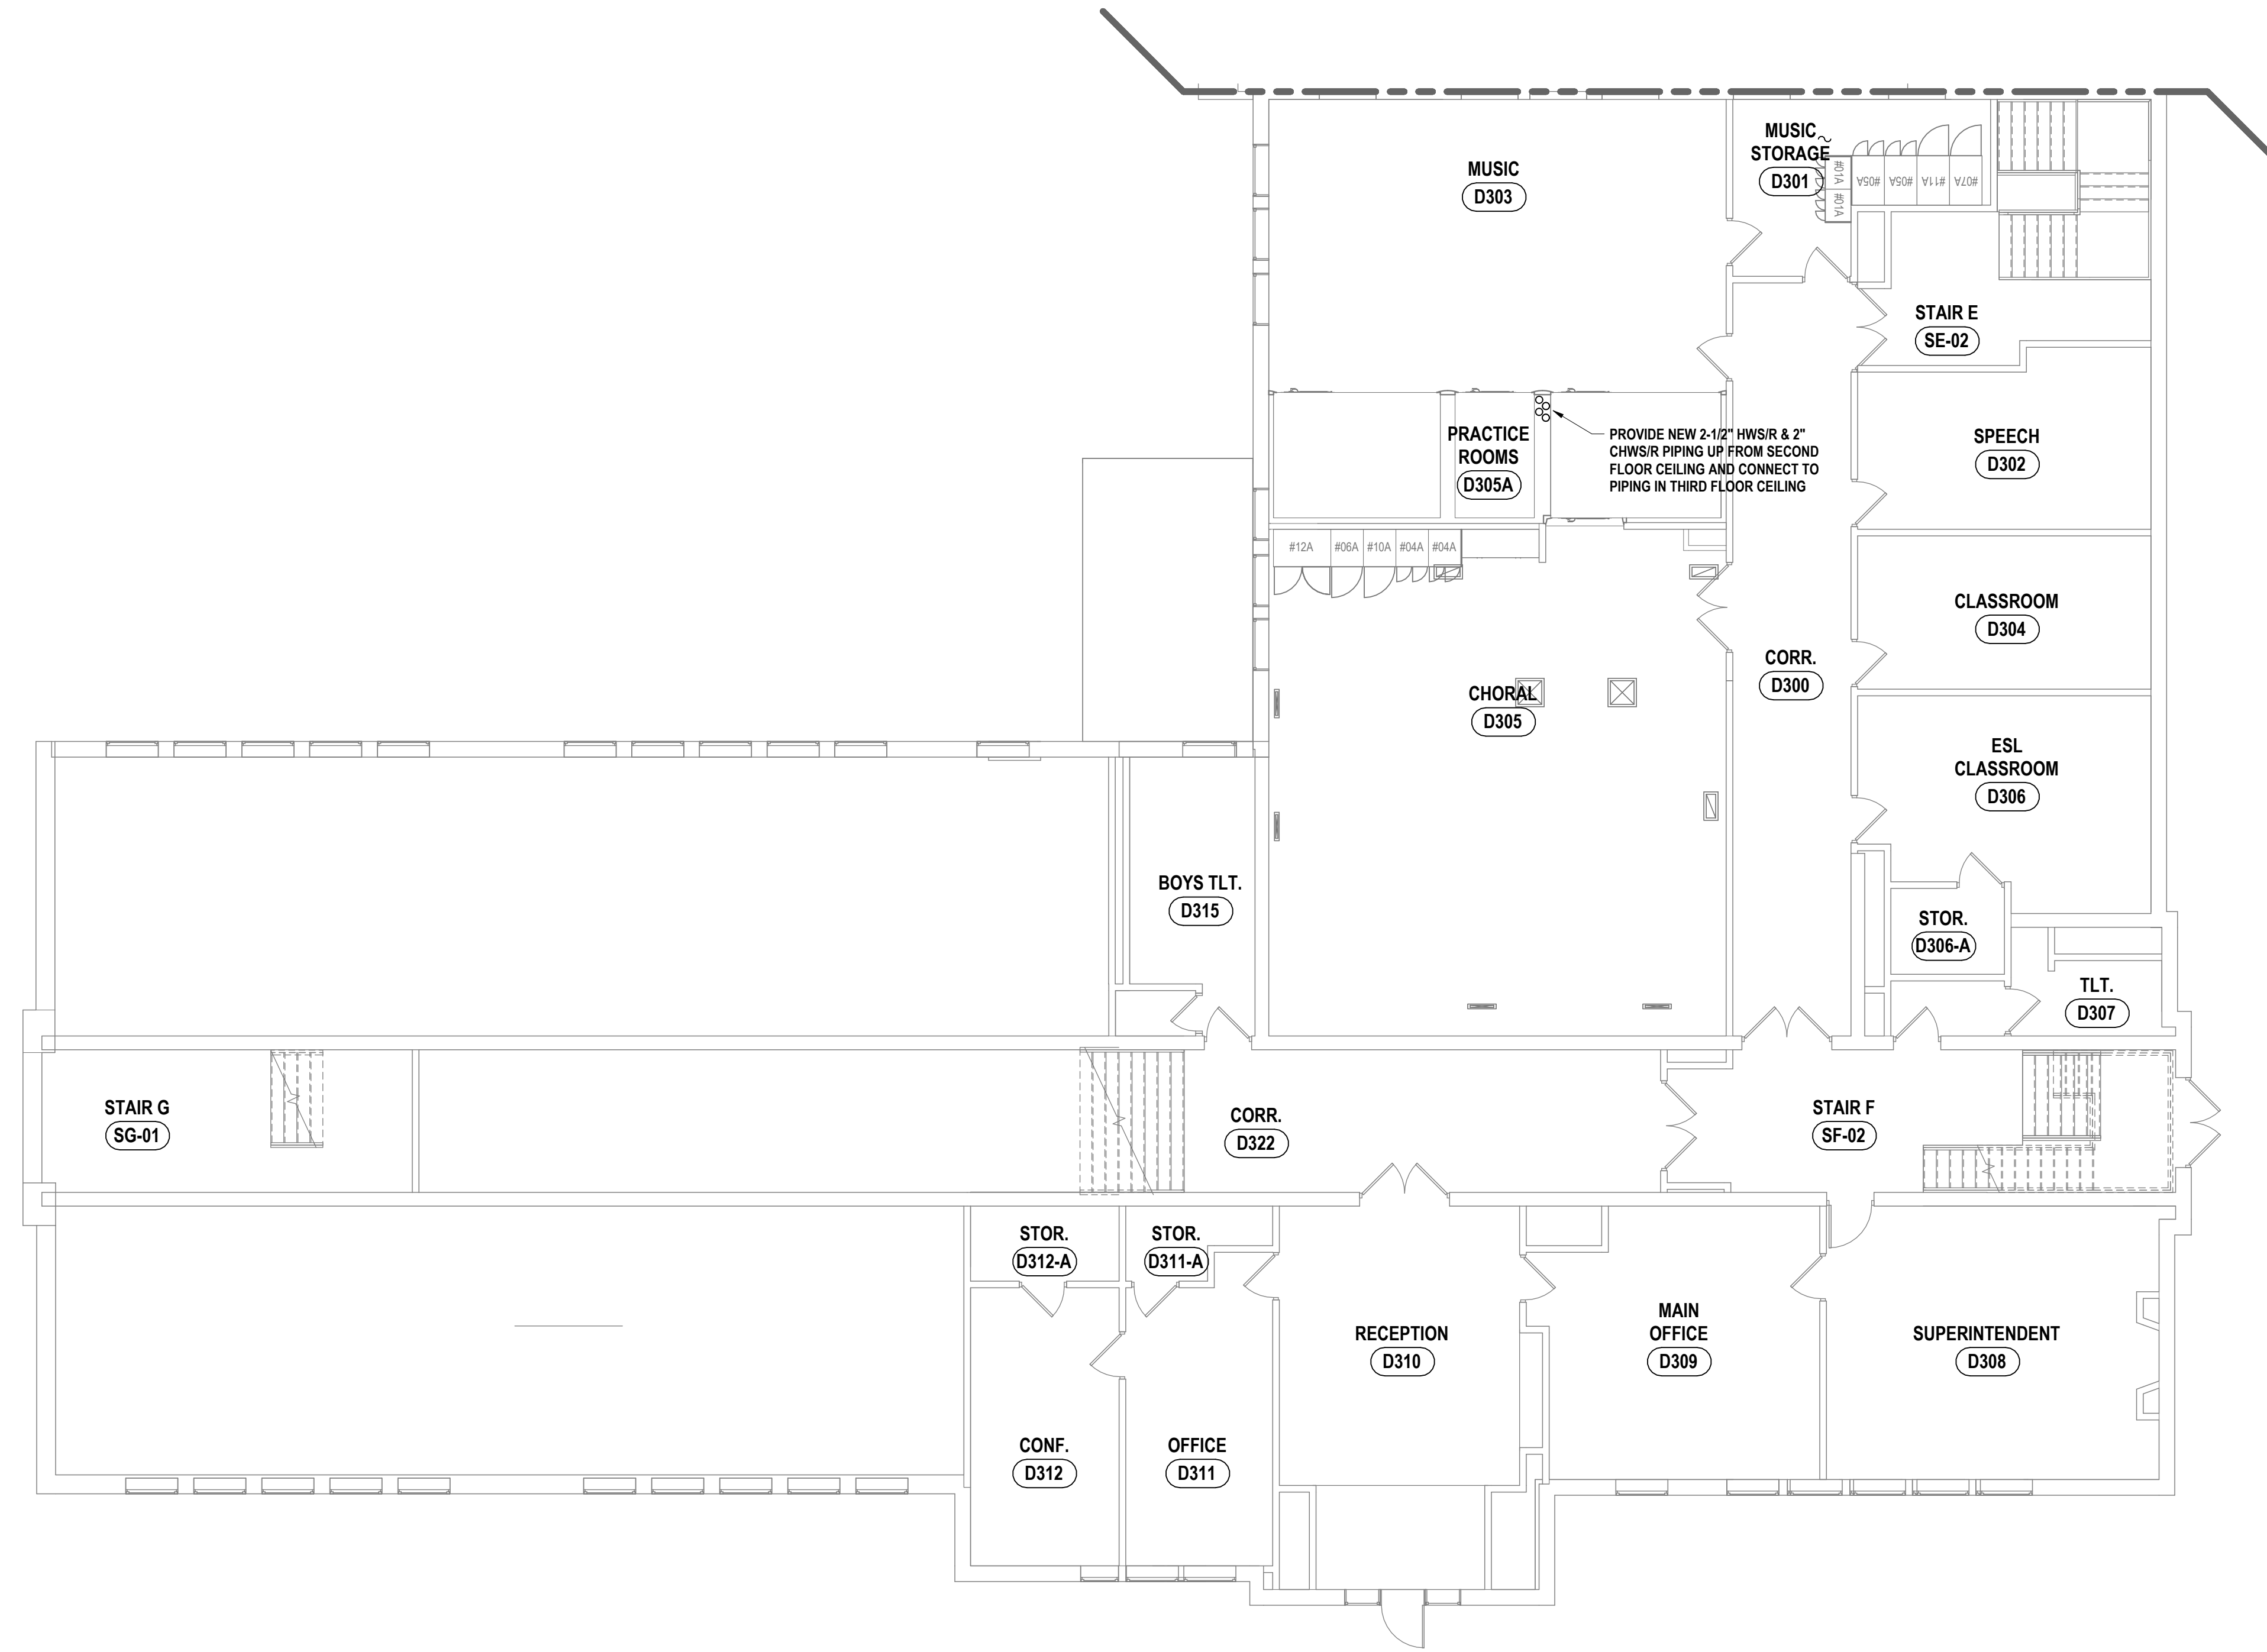 MUSIC
D303
MUSIC
STORAGE
D301
#01A
#01A
#05A
#05A
#11A
#07A
STAIR E
SE-02
PRACTICE
ROOMS
D305A
PROVIDE NEW 2-1/2" HWS/R & 2"
CHWS/R PIPING UP FROM SECOND
FLOOR CEILING AND CONNECT TO
PIPING IN THIRD FLOOR CEILING
SPEECH
D302
#12A
#06A
#10A
#04A
#04A
CLASSROOM
D304
CORR.
D300
CHORAL
D305
ESL
CLASSROOM
D306
BOYS TLT.
D315
STOR.
D306-A
TLT.
D307
STAIR G
SG-01
CORR.
D322
STAIR F
SF-02
STOR.
D312-A
STOR.
D311-A
RECEPTION
D310
MAIN
OFFICE
D309
SUPERINTENDENT
D308
CONF.
D312
OFFICE
D311